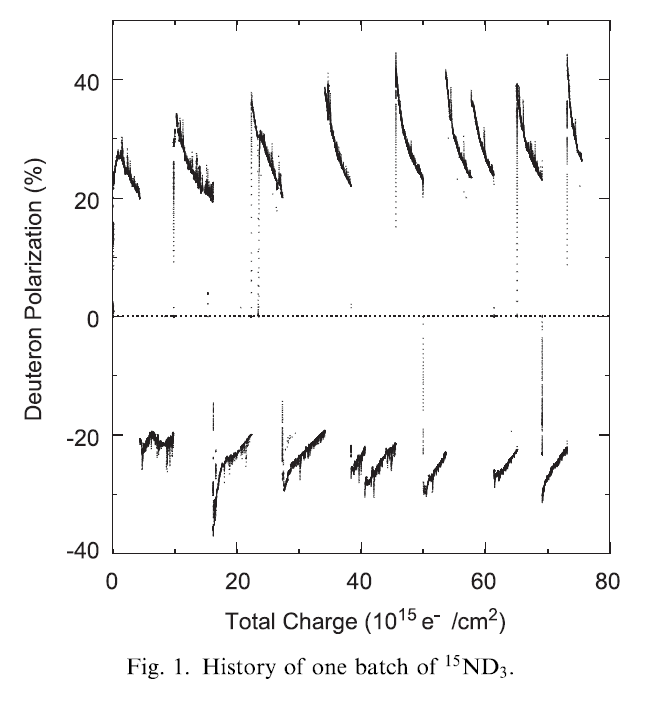 40
20
0
-20
-40
Deuteron Polarization (%)
0 20 40 60 80
Total Charge (10¹⁵ e⁻ /cm²)
Fig. 1. History of one batch of ¹⁵ND₃.